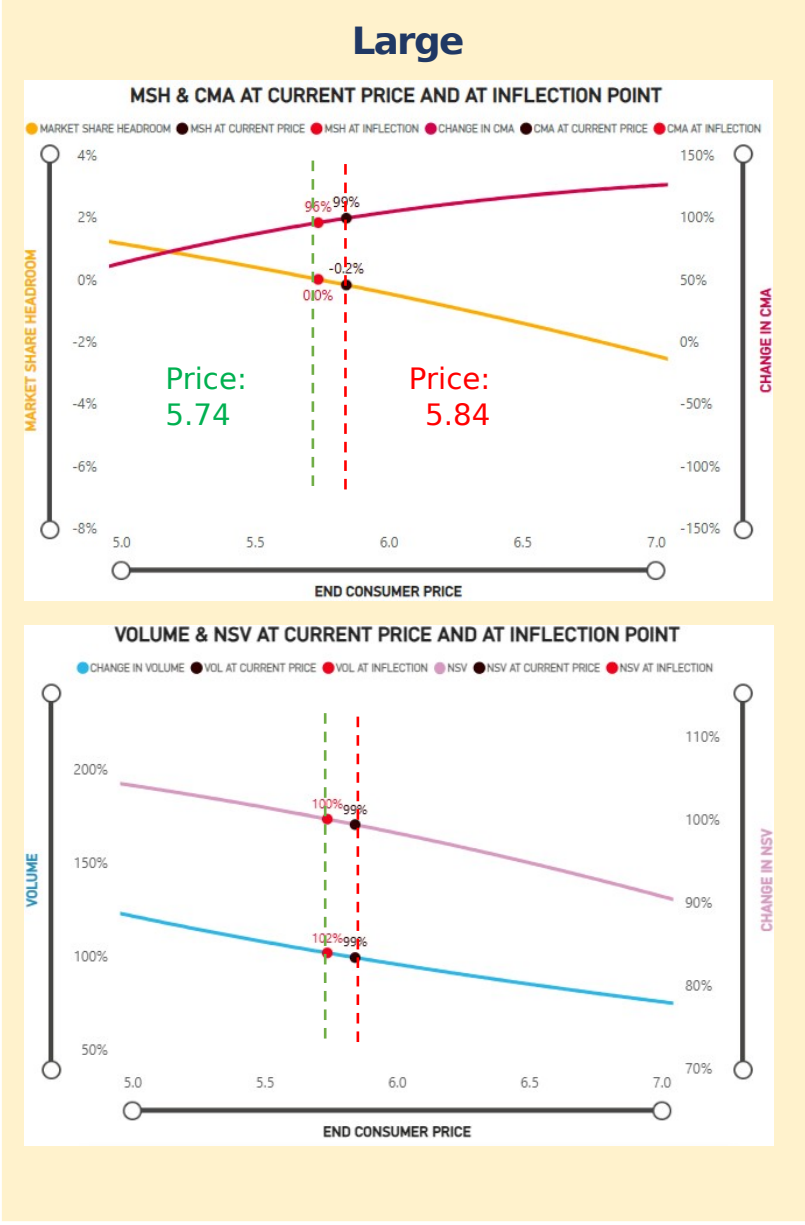 Large
MSH & CMA AT CURRENT PRICE AND AT INFLECTION POINT
MARKET SHARE HEADROOM MSH AT CURRENT PRICE MSH AT INFLECTION CHANGE IN CMA CMA AT CURRENT PRICE CMA AT INFLECTION
4% 150%
96% 99%
2% 100%
-0.2%
0% 50%
0.0%
-2% 0%
MARKET SHARE HEADROOM
CHANGE IN CMA
Price: Price:
5.74 5.84
-4% -50%
-6% -100%
-8% -150%
5.0 5.5 6.0 6.5 7.0
END CONSUMER PRICE
VOLUME & NSV AT CURRENT PRICE AND AT INFLECTION POINT
CHANGE IN VOLUME VOL AT CURRENT PRICE VOL AT INFLECTION NSV NSV AT CURRENT PRICE NSV AT INFLECTION
110%
200%
100% 99%
100%
150%
VOLUME
CHANGE IN NSV
90%
102% 99%
100%
80%
50%
70%
5.0 5.5 6.0 6.5 7.0
END CONSUMER PRICE